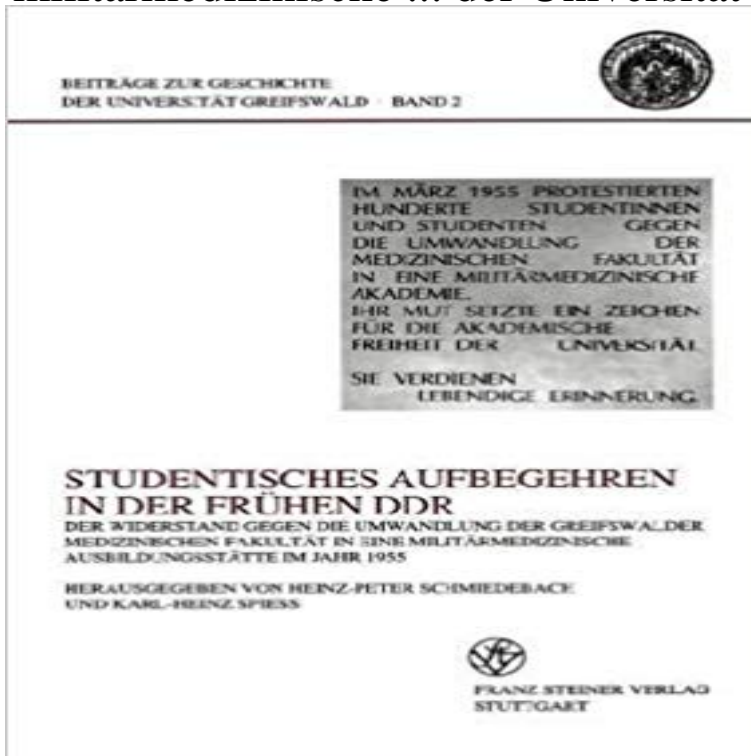 militärmedizinische ... der Universität
BEITRÄGE ZUR GESCHICHTE
DER UNIVERSITÄT GREIFSWALD · BAND 2
IM MÄRZ 1955 PROTESTIERTEN
HUNDERTE STUDENTINNEN
UND STUDENTEN GEGEN
DIE UMWANDLUNG DER
MEDIZINISCHEN FAKULTÄT
IN EINE MILITÄRMEDIZINISCHE
AKADEMIE.
IHR MUT SETZTE EIN ZEICHEN
FÜR DIE AKADEMISCHE
FREIHEIT DER UNIVERSITÄT.
SIE VERDIENEN
LEBENDIGE ERINNERUNG.
STUDENTISCHES AUFBEGEHREN
IN DER FRÜHEN DDR
DER WIDERSTAND GEGEN DIE UMWANDLUNG DER GREIFSWALDER
MEDIZINISCHEN FAKULTÄT IN EINE MILITÄRMEDIZINISCHE
AUSBILDUNGSSTÄTTE IM JAHR 1955
HERAUSGEGEBEN VON HEINZ-PETER SCHMIEDEBACH
UND KARL-HEINZ SPIESS
FRANZ STEINER VERLAG
STUTTGART